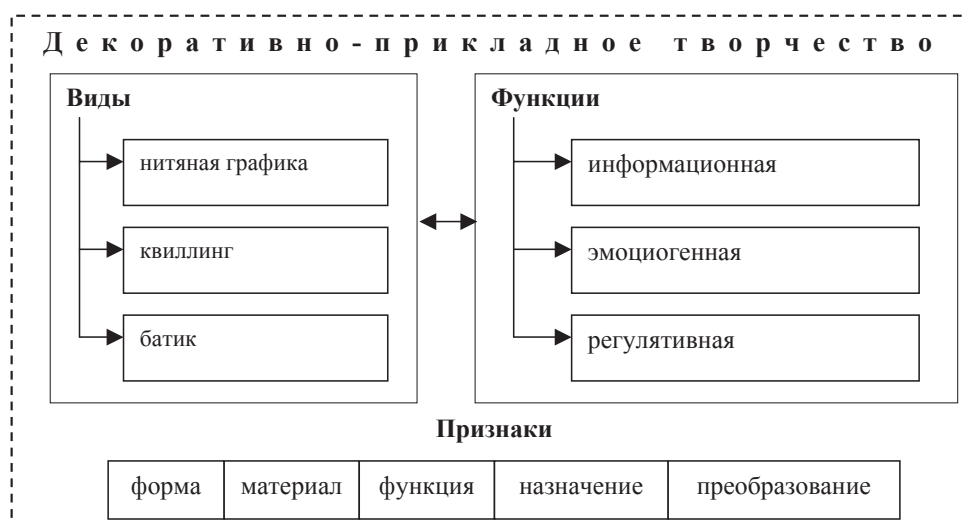 Декоративно-прикладное творчество
Виды
нитяная графика
квиллинг
батик
Функции
информационная
эмоциогенная
регулятивная
Признаки
форма материал функция назначение преобразование